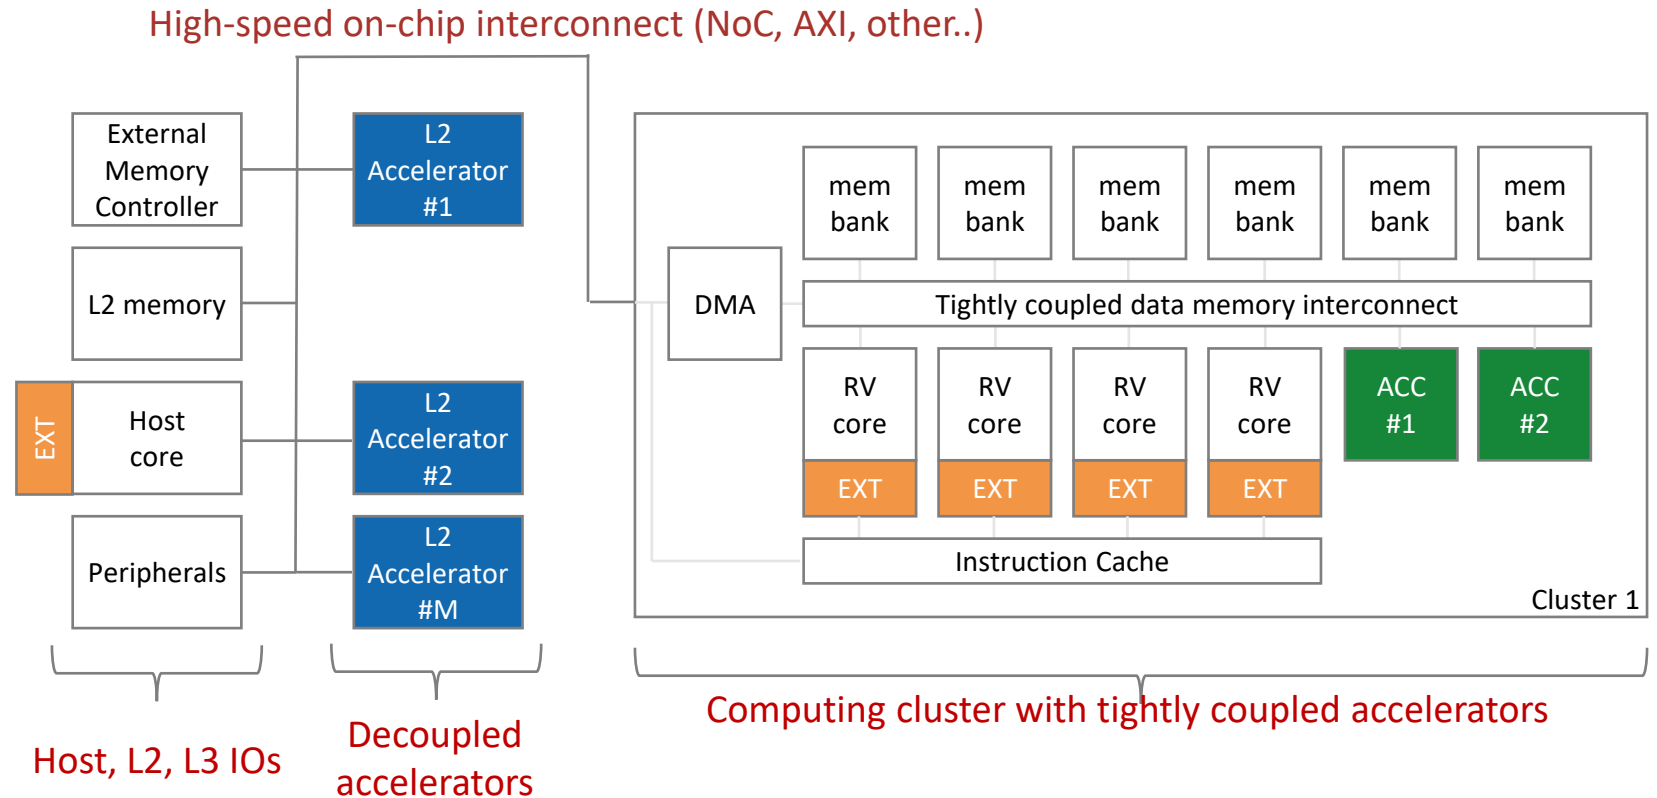 High-speed on-chip interconnect (NoC, AXI, other..)
External
Memory
Controller
L2 memory
EXT
Host
core
Peripherals
Host, L2, L3 IOs
L2
Accelerator
#1
L2
Accelerator
#2
L2
Accelerator
#M
Decoupled
accelerators
DMA
mem
bank
mem
bank
mem
bank
mem
bank
mem
bank
mem
bank
Tightly coupled data memory interconnect
RV
core
EXT
RV
core
EXT
RV
core
EXT
RV
core
EXT
ACC
#1
ACC
#2
Instruction Cache
Cluster 1
Computing cluster with tightly coupled accelerators